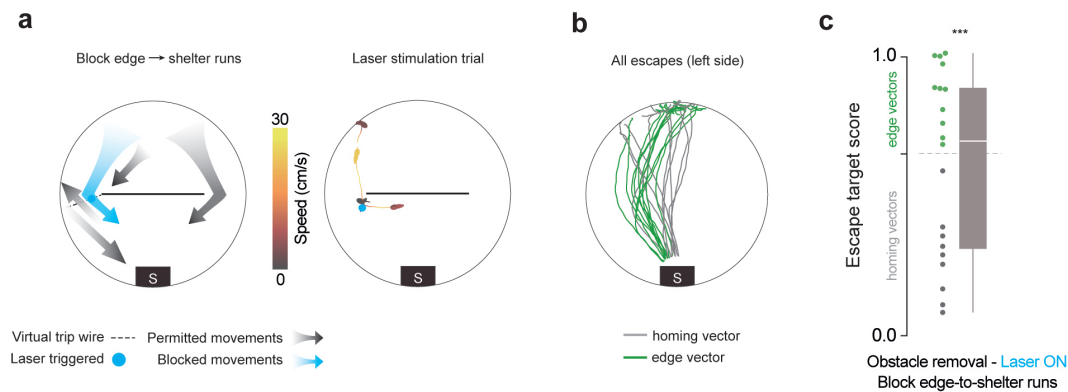 a
Block edge → shelter runs
Laser stimulation trial
30
Speed (cm/s)
0
S
S
Virtual trip wire
Permitted movements
Laser triggered
Blocked movements
b
All escapes (left side)
S
homing vector
edge vector
c
***
1.0
edge vectors
Escape target score
homing vectors
0.0
Obstacle removal - Laser ON
Block edge-to-shelter runs